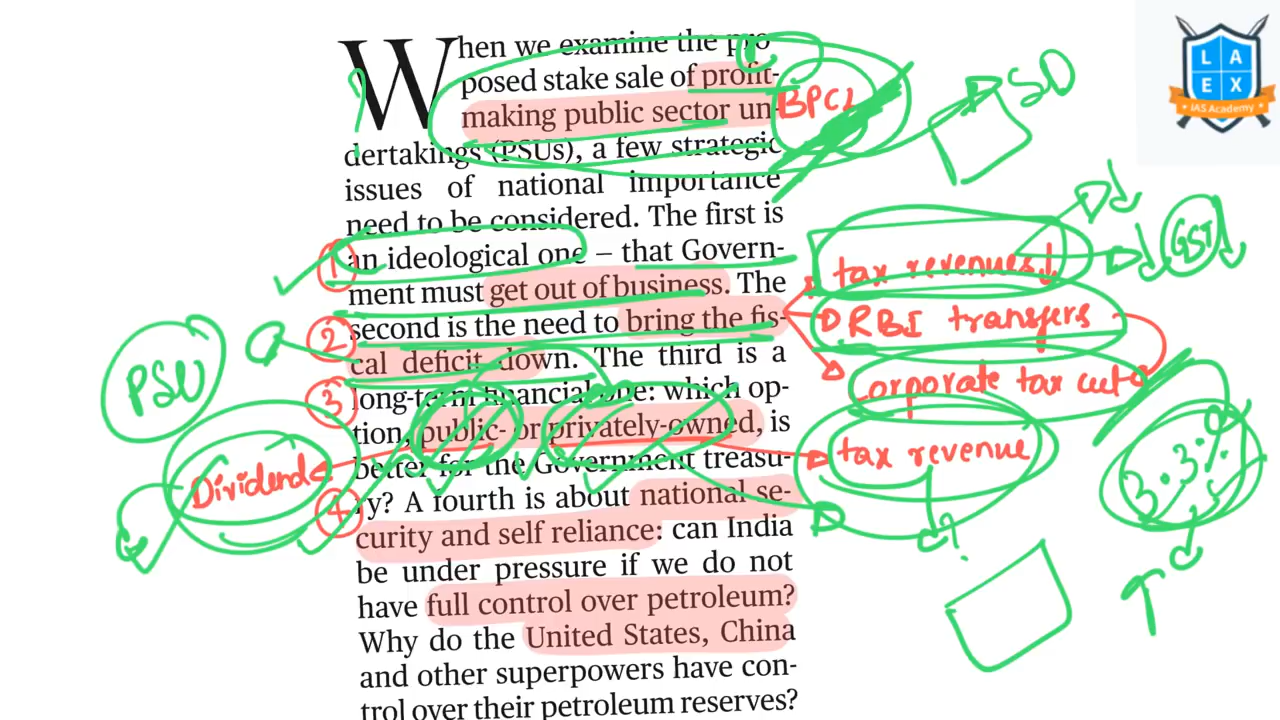 When we examine the pro-
posed stake sale of profit-
making public sector un-
dertakings (PSUs), a few strategic
issues of national importance
need to be considered. The first is
an ideological one – that Govern-
ment must get out of business. The
second is the need to bring the fis-
cal deficit down. The third is a
long-term financial one: which op-
tion, public- or privately-owned, is
better for the Government treasu-
ry? A fourth is about national se-
curity and self reliance: can India
be under pressure if we do not
have full control over petroleum?
Why do the United States, China
and other superpowers have con-
trol over their petroleum reserves?
1
2
3
4
BPCL
tax revenues↓
GST
RBI transfers
corporate tax cut
tax revenue
?
3.3%
PSU
Dividend
L A
E X
IAS Academy